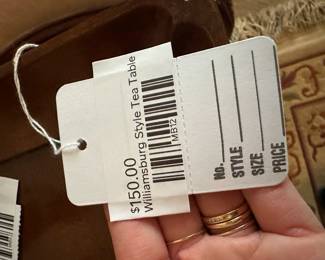 $150.00
Williamsburg Style Tea Table
MB12
No.
STYLE
SIZE
PRICE